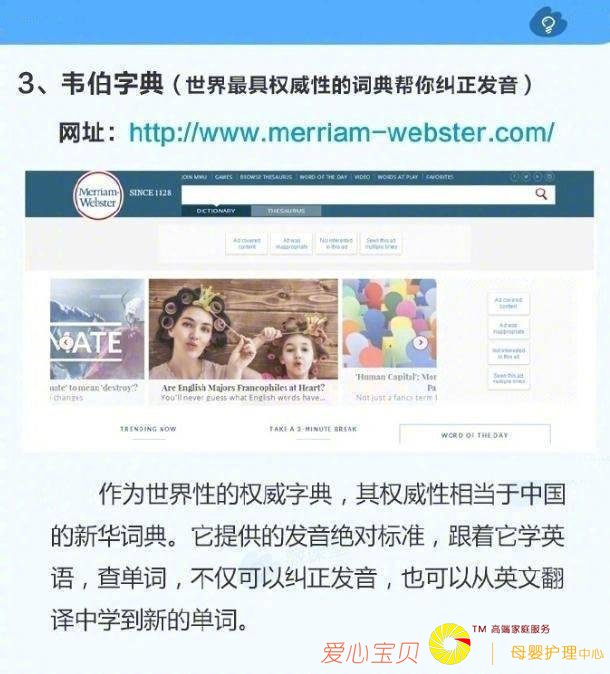 3、韦伯字典（世界最具权威性的词典帮你纠正发音）
网址：http://www.merriam-webster.com/
JOIN MWU GAMES BROWSE THESAURUS WORD OF THE DAY VIDEO WORDS AT PLAY FAVORITES
Merriam-
Webster
SINCE 1828
DICTIONARY THESAURUS
Ad covered content
Ad was inappropriate
Not interested in this ad
Seen this ad multiple times
Ad covered content
Ad was inappropriate
Not interested in this ad
Seen this ad multiple times
MATE
ate' to mean 'destroy'?
changes
Are English Majors Francophiles at Heart?
You'll never guess what English words have...
'Human Capital': Mor
Pa
Not just a fancy term f
TRENDING NOW TAKE A 3-MINUTE BREAK WORD OF THE DAY
作为世界性的权威字典，其权威性相当于中国
的新华词典。它提供的发音绝对标准，跟着它学英
语，查单词，不仅可以纠正发音，也可以从英文翻
译中学到新的单词。
爱心宝贝 TM 高端家庭服务 母婴护理中心